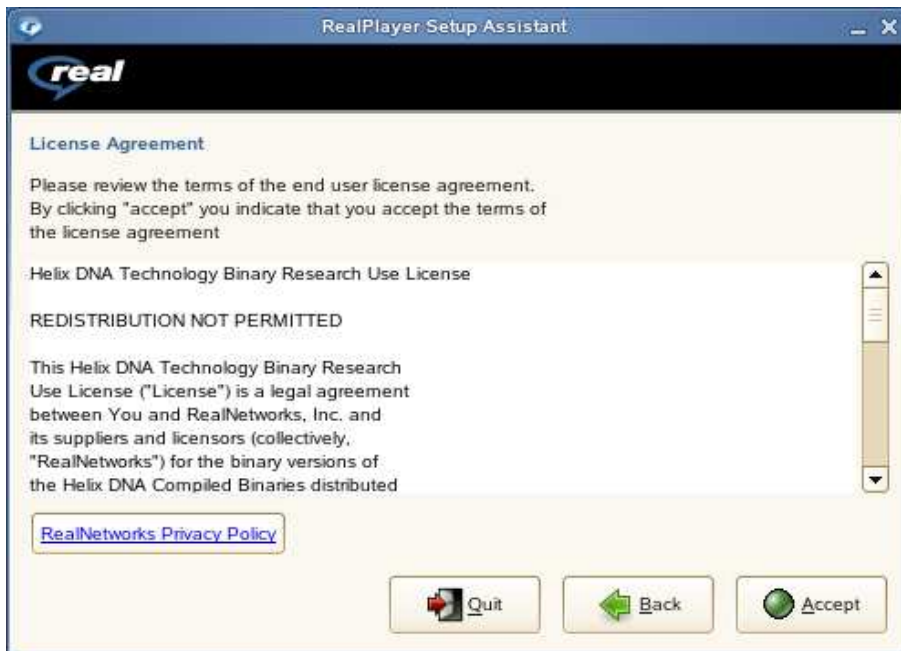 RealPlayer Setup Assistant
real
License Agreement
Please review the terms of the end user license agreement.
By clicking "accept" you indicate that you accept the terms of
the license agreement
Helix DNA Technology Binary Research Use License
REDISTRIBUTION NOT PERMITTED
This Helix DNA Technology Binary Research
Use License ("License") is a legal agreement
between You and RealNetworks, Inc. and
its suppliers and licensors (collectively,
"RealNetworks") for the binary versions of
the Helix DNA Compiled Binaries distributed
RealNetworks Privacy Policy
Quit
Back
Accept